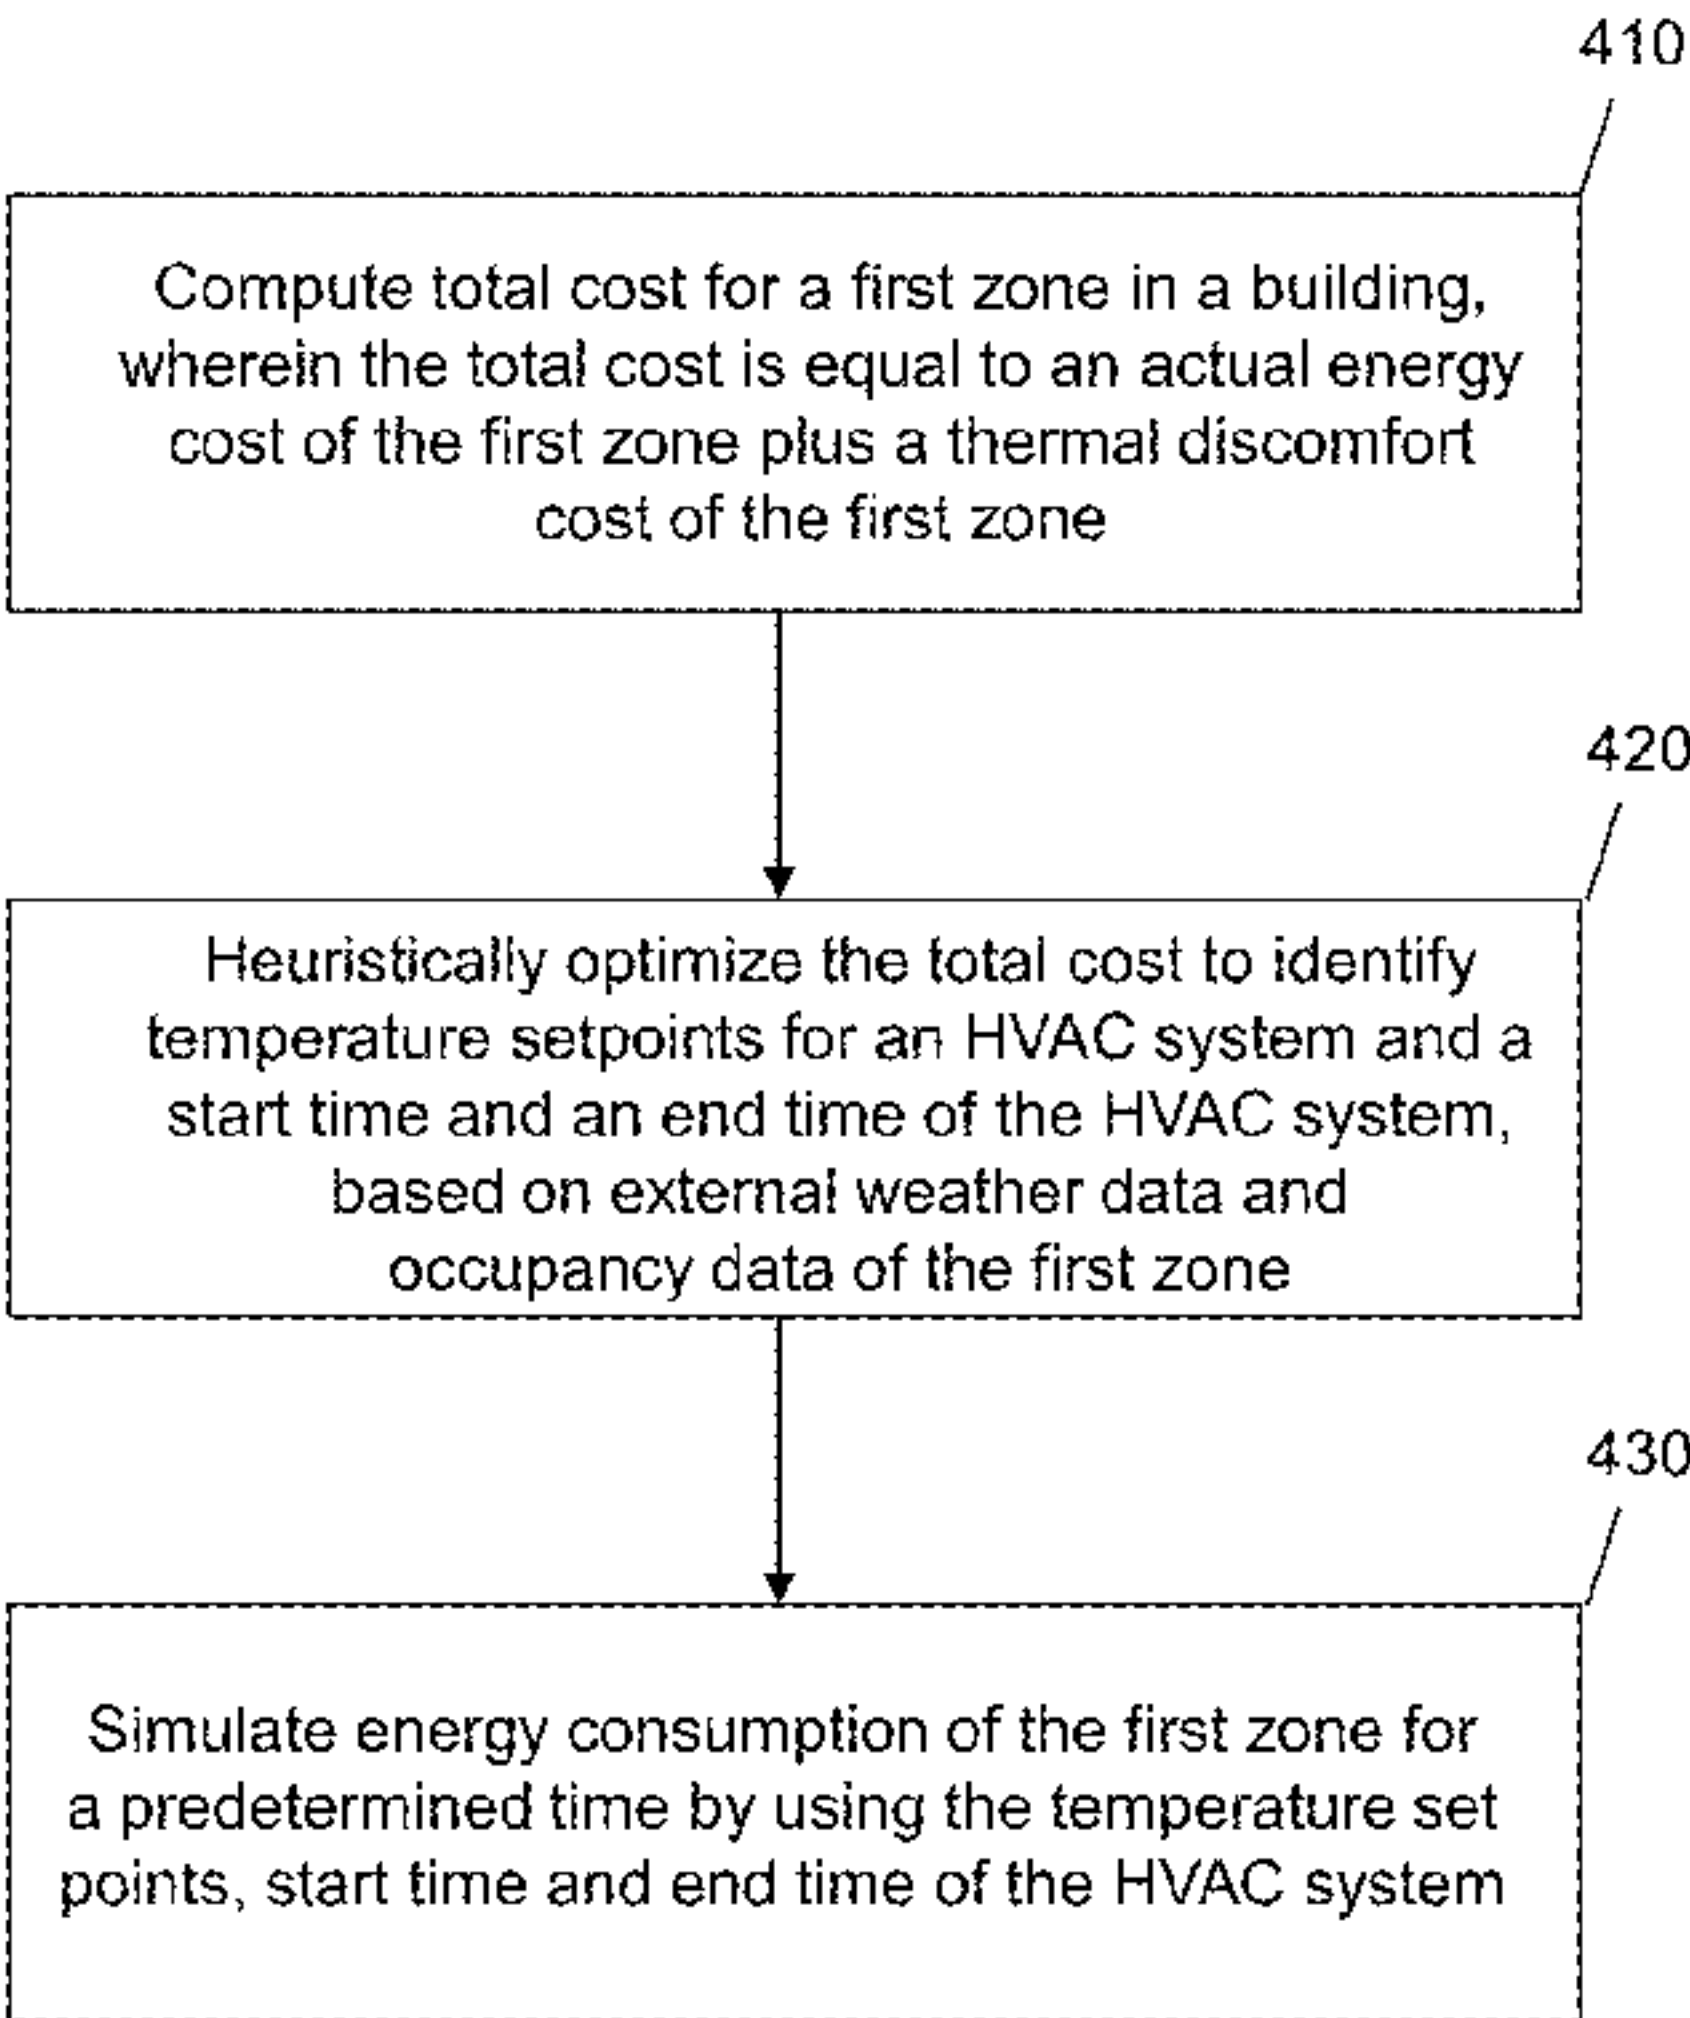 410
Compute total cost for a first zone in a building,
wherein the total cost is equal to an actual energy
cost of the first zone plus a thermal discomfort
cost of the first zone
420
Heuristically optimize the total cost to identify
temperature setpoints for an HVAC system and a
start time and an end time of the HVAC system,
based on external weather data and
occupancy data of the first zone
430
Simulate energy consumption of the first zone for
a predetermined time by using the temperature set
points, start time and end time of the HVAC system